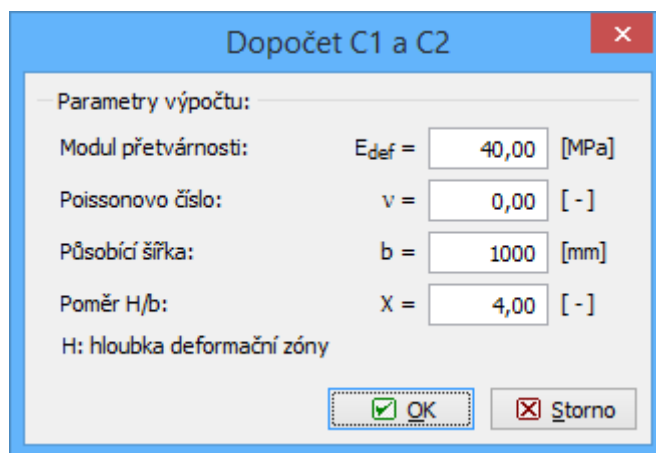 Dopočet C1 a C2
Parametry výpočtu:
Modul přetvárnosti: Edef = 40,00 [MPa]
Poissonovo číslo: ν = 0,00 [ - ]
Působící šířka: b = 1000 [mm]
Poměr H/b: X = 4,00 [ - ]
H: hloubka deformační zóny
OK Storno